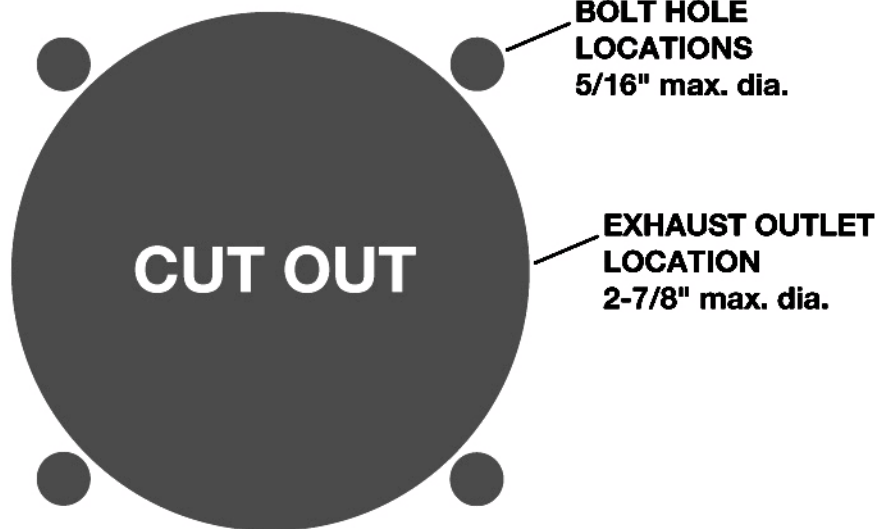 BOLT HOLE
LOCATIONS
5/16" max. dia.
EXHAUST OUTLET
LOCATION
2-7/8" max. dia.
CUT OUT